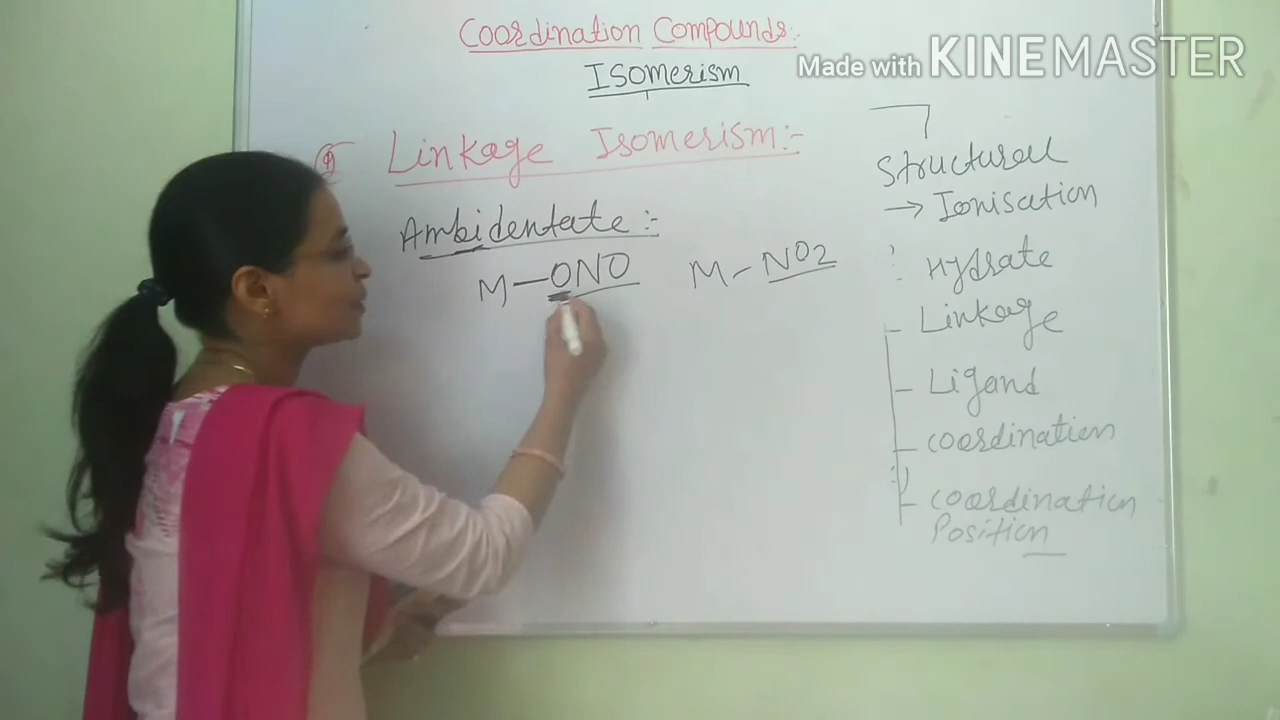 Coordination Compounds:-
Made with KINEMASTER
Isomerism
Linkage Isomerism:-
Ambidentate:-
M-ONO M-NO2
Structural
→ Ionisation
Hydrate
- Linkage
- Ligand
- coordination
- coordination
Position